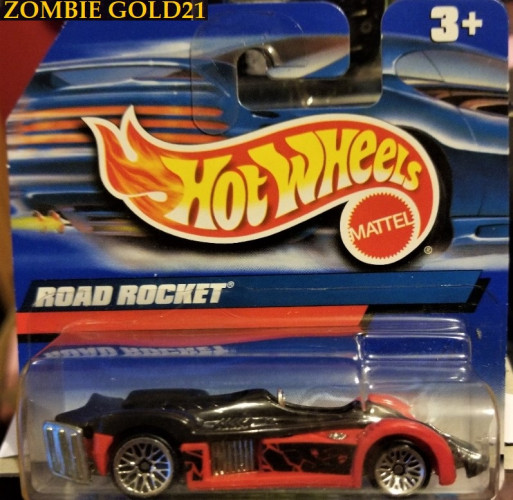 ZOMBIE GOLD21
3+
HOT WHEELS
MATTEL
®
ROAD ROCKET®